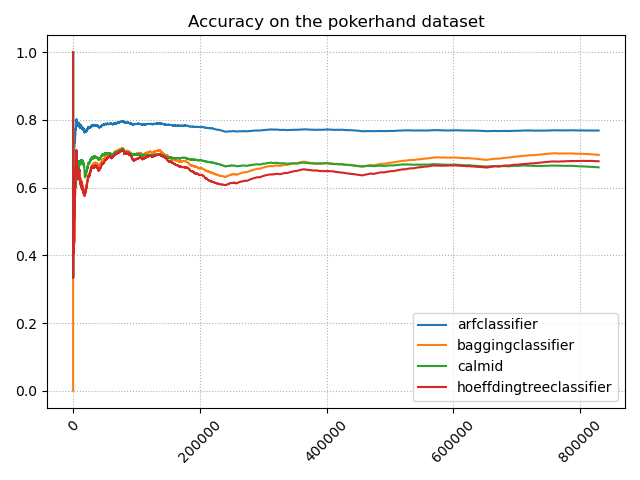 Accuracy on the pokerhand dataset
1.0
0.8
0.6
0.4
0.2
0.0
arfclassifier
baggingclassifier
calmid
hoeffdingtreeclassifier
0
200000
400000
600000
800000